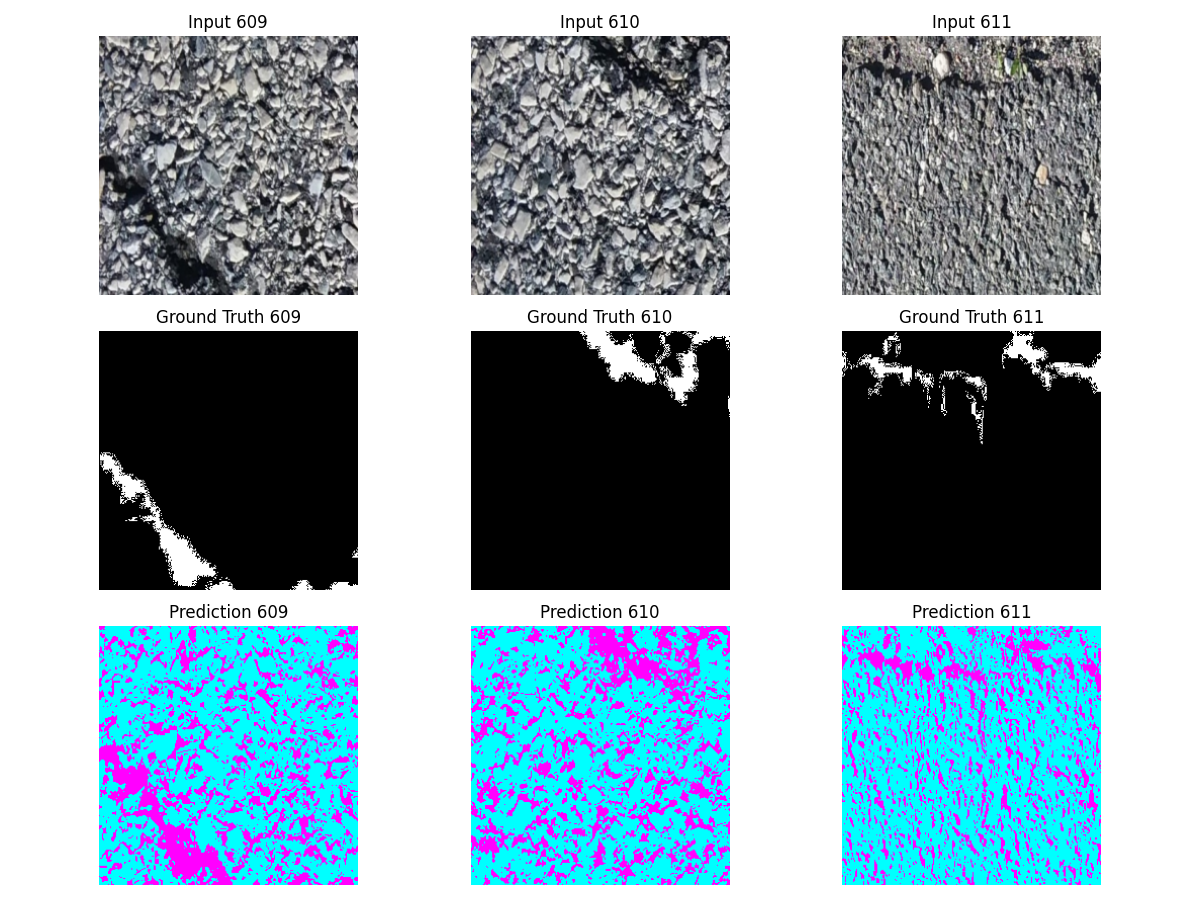 Input 609
Input 610
Input 611
Ground Truth 609
Ground Truth 610
Ground Truth 611
Prediction 609
Prediction 610
Prediction 611